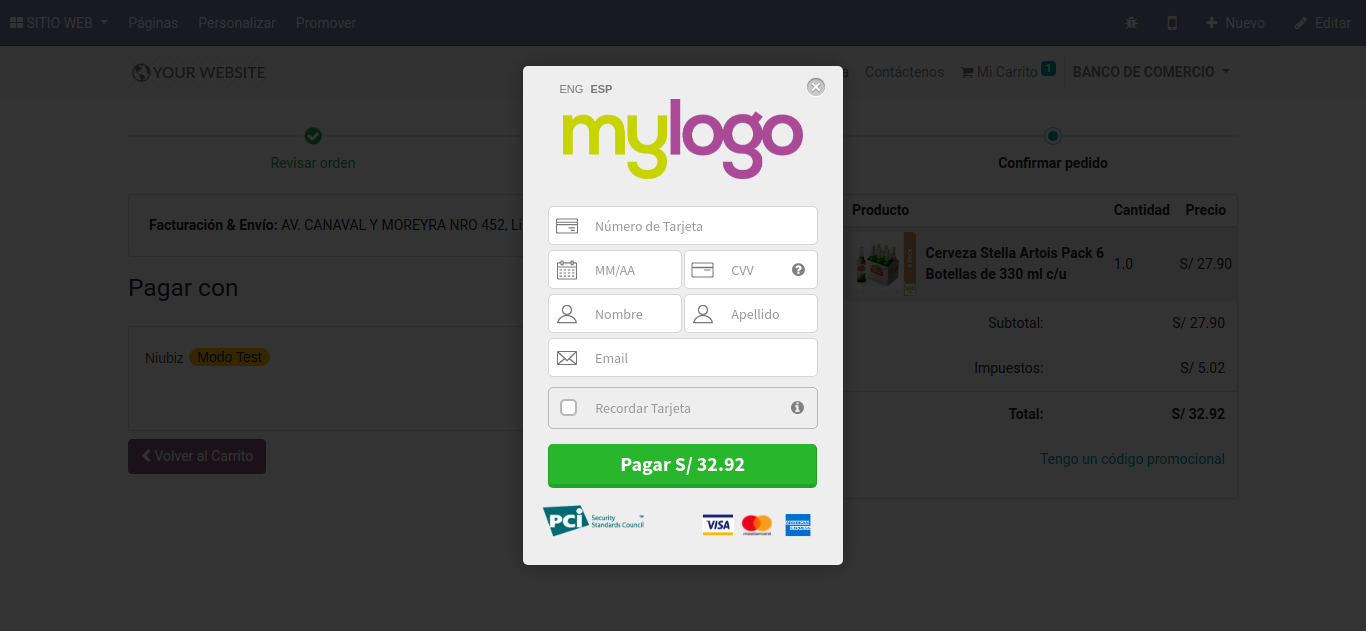 SITIO WEB Páginas Personalizar Promover Nuevo Editar
YOUR WEBSITE
Contáctenos Mi Carrito 1 BANCO DE COMERCIO
Revisar orden
Confirmar pedido
Facturación & Envío: AV. CANAVAL Y MOREYRA NRO 452,
Pagar con
Niubiz Modo Test
Volver al Carrito
ENG ESP
mylogo
Número de Tarjeta
MM/AA CVV
Nombre Apellido
Email
Recordar Tarjeta
Pagar S/ 32.92
PCi Security
Standards Council
VISA mastercard
Producto Cantidad Precio
Cerveza Stella Artois Pack 6
Botellas de 330 ml c/u 1.0 S/ 27.90
Subtotal: S/ 27.90
Impuestos: S/ 5.02
Total: S/ 32.92
Tengo un código promocional